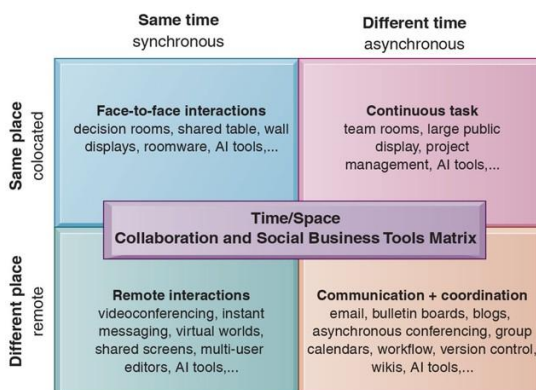 Same time
synchronous
Different time
asynchronous
Same place
colocated
Face-to-face interactions
decision rooms, shared table, wall
displays, roomware, AI tools,...
Continuous task
team rooms, large public
display, project
management, AI tools,...
Time/Space
Collaboration and Social Business Tools Matrix
Different place
remote
Remote interactions
videoconferencing, instant
messaging, virtual worlds,
shared screens, multi-user
editors, AI tools,...
Communication + coordination
email, bulletin boards, blogs,
asynchronous conferencing, group
calendars, workflow, version control,
wikis, AI tools,...